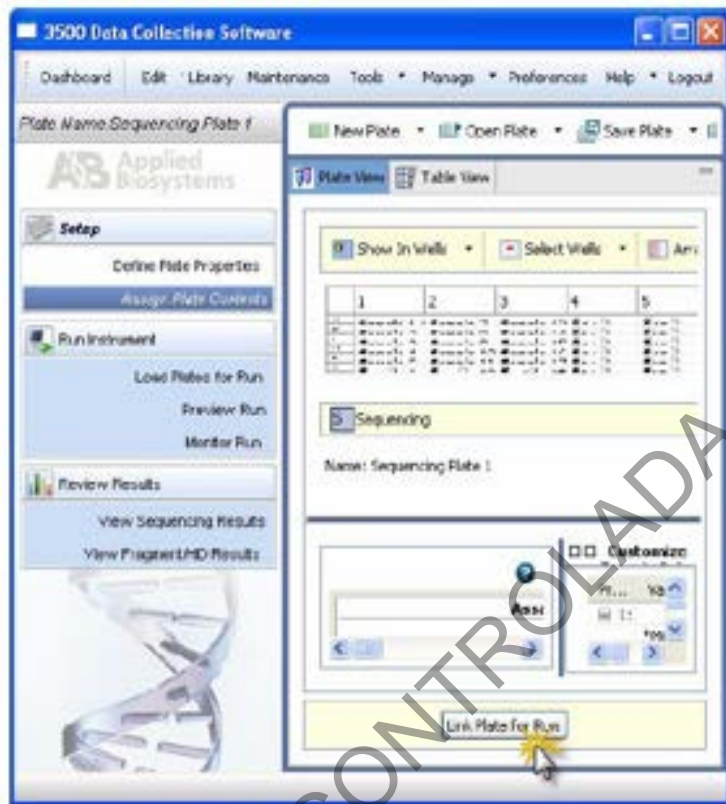 3500 Data Collection Software
Dashboard Edit Library Maintenance Tools Manage Preferences Help Logout
Plate Name: Sequencing Plate 1
New Plate Open Plate Save Plate
AB Applied Biosystems
Plate View Table View
Setup
Show In Wells Select Wells
Define Plate Properties
Assign Plate Contents
1 2 3 4 5
Run Instrument
Load Plates for Run
Preview Run
Monitor Run
S Sequencing
Name: Sequencing Plate 1
Review Results
View Sequencing Results
View Fragment/HID Results
Customize
Link Plate for Run
CONTROLADA